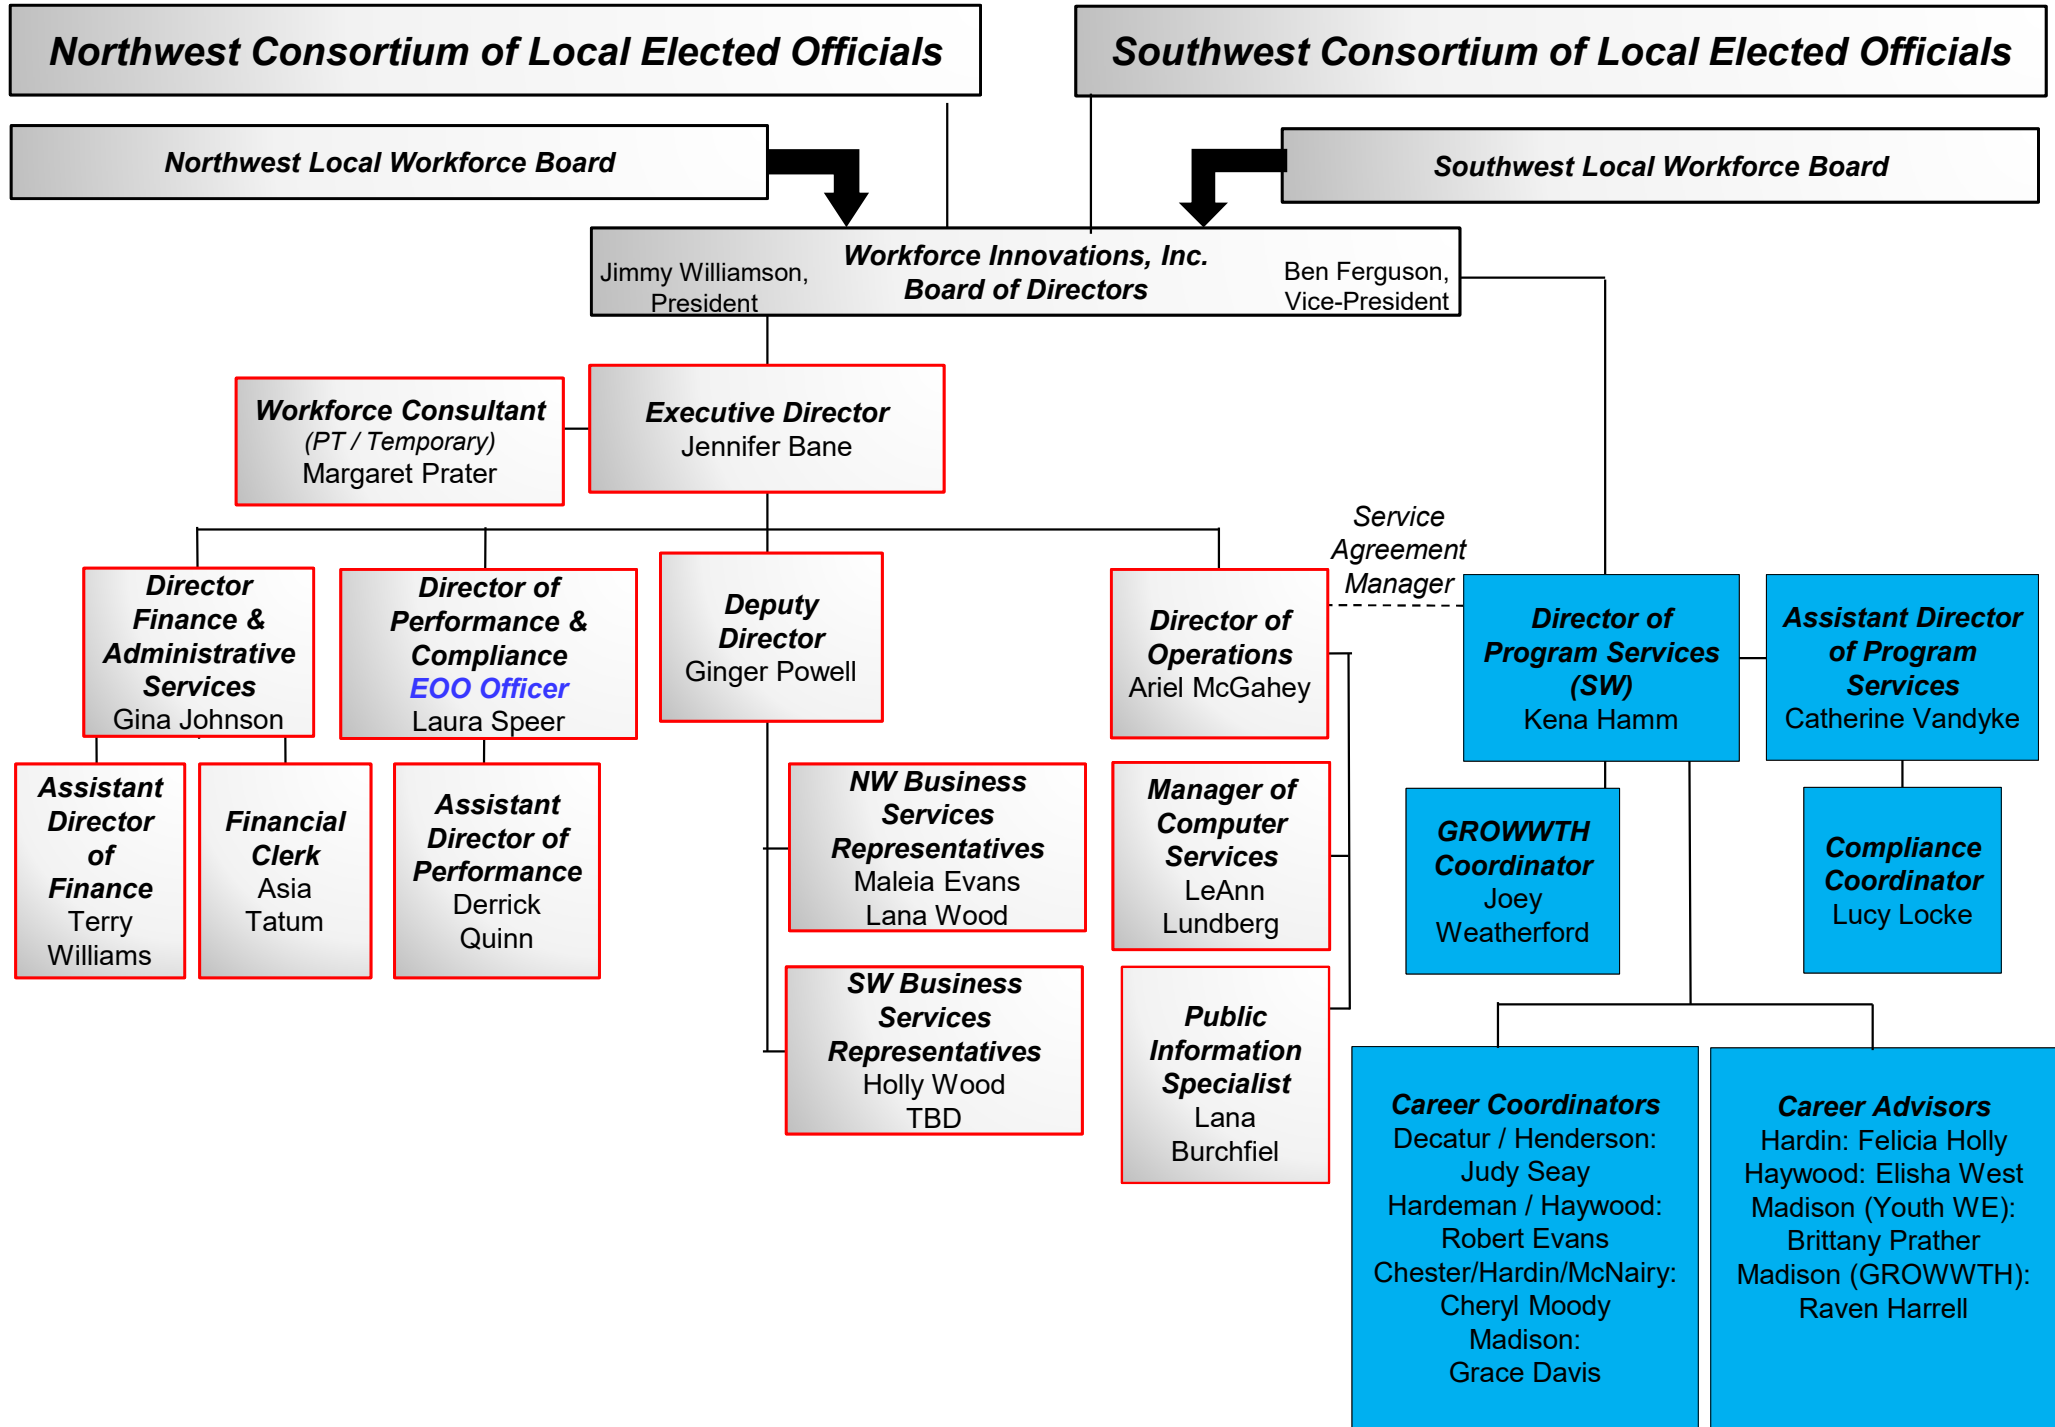 Northwest Consortium of Local Elected Officials
Southwest Consortium of Local Elected Officials
Northwest Local Workforce Board
Southwest Local Workforce Board
Workforce Innovations, Inc.
Board of Directors
Jimmy Williamson,
President
Ben Ferguson,
Vice-President
Workforce Consultant
(PT / Temporary)
Margaret Prater
Executive Director
Jennifer Bane
Service
Agreement
Manager
Director
Finance &
Administrative
Services
Gina Johnson
Director of
Performance &
Compliance
EOO Officer
Laura Speer
Deputy
Director
Ginger Powell
Director of
Operations
Ariel McGahey
Director of
Program Services
(SW)
Kena Hamm
Assistant Director
of Program
Services
Catherine Vandyke
Assistant
Director
of
Finance
Terry
Williams
Financial
Clerk
Asia
Tatum
Assistant
Director of
Performance
Derrick
Quinn
NW Business
Services
Representatives
Maleia Evans
Lana Wood
Manager of
Computer
Services
LeAnn
Lundberg
GROWWTH
Coordinator
Joey
Weatherford
Compliance
Coordinator
Lucy Locke
SW Business
Services
Representatives
Holly Wood
TBD
Public
Information
Specialist
Lana
Burchfiel
Career Coordinators
Decatur / Henderson:
Judy Seay
Hardeman / Haywood:
Robert Evans
Chester/Hardin/McNairy:
Cheryl Moody
Madison:
Grace Davis
Career Advisors
Hardin: Felicia Holly
Haywood: Elisha West
Madison (Youth WE):
Brittany Prather
Madison (GROWWTH):
Raven Harrell